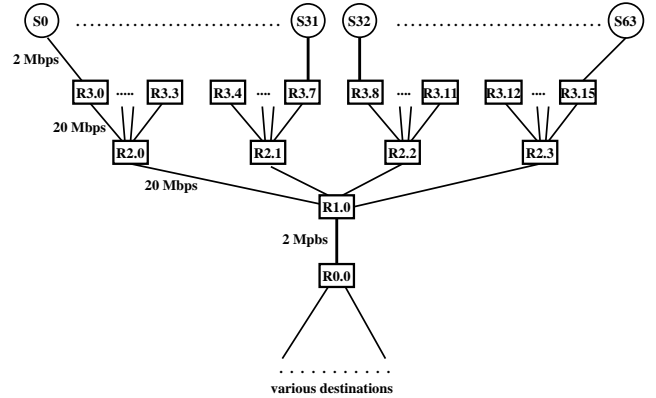 S0 ........................ S31 S32 ........................ S63
2 Mbps
R3.0 ..... R3.3 R3.4 .... R3.7 R3.8 .... R3.11 R3.12 .... R3.15
20 Mbps
R2.0 R2.1 R2.2 R2.3
20 Mbps
R1.0
2 Mpbs
R0.0
. . . . . . . . . .
various destinations